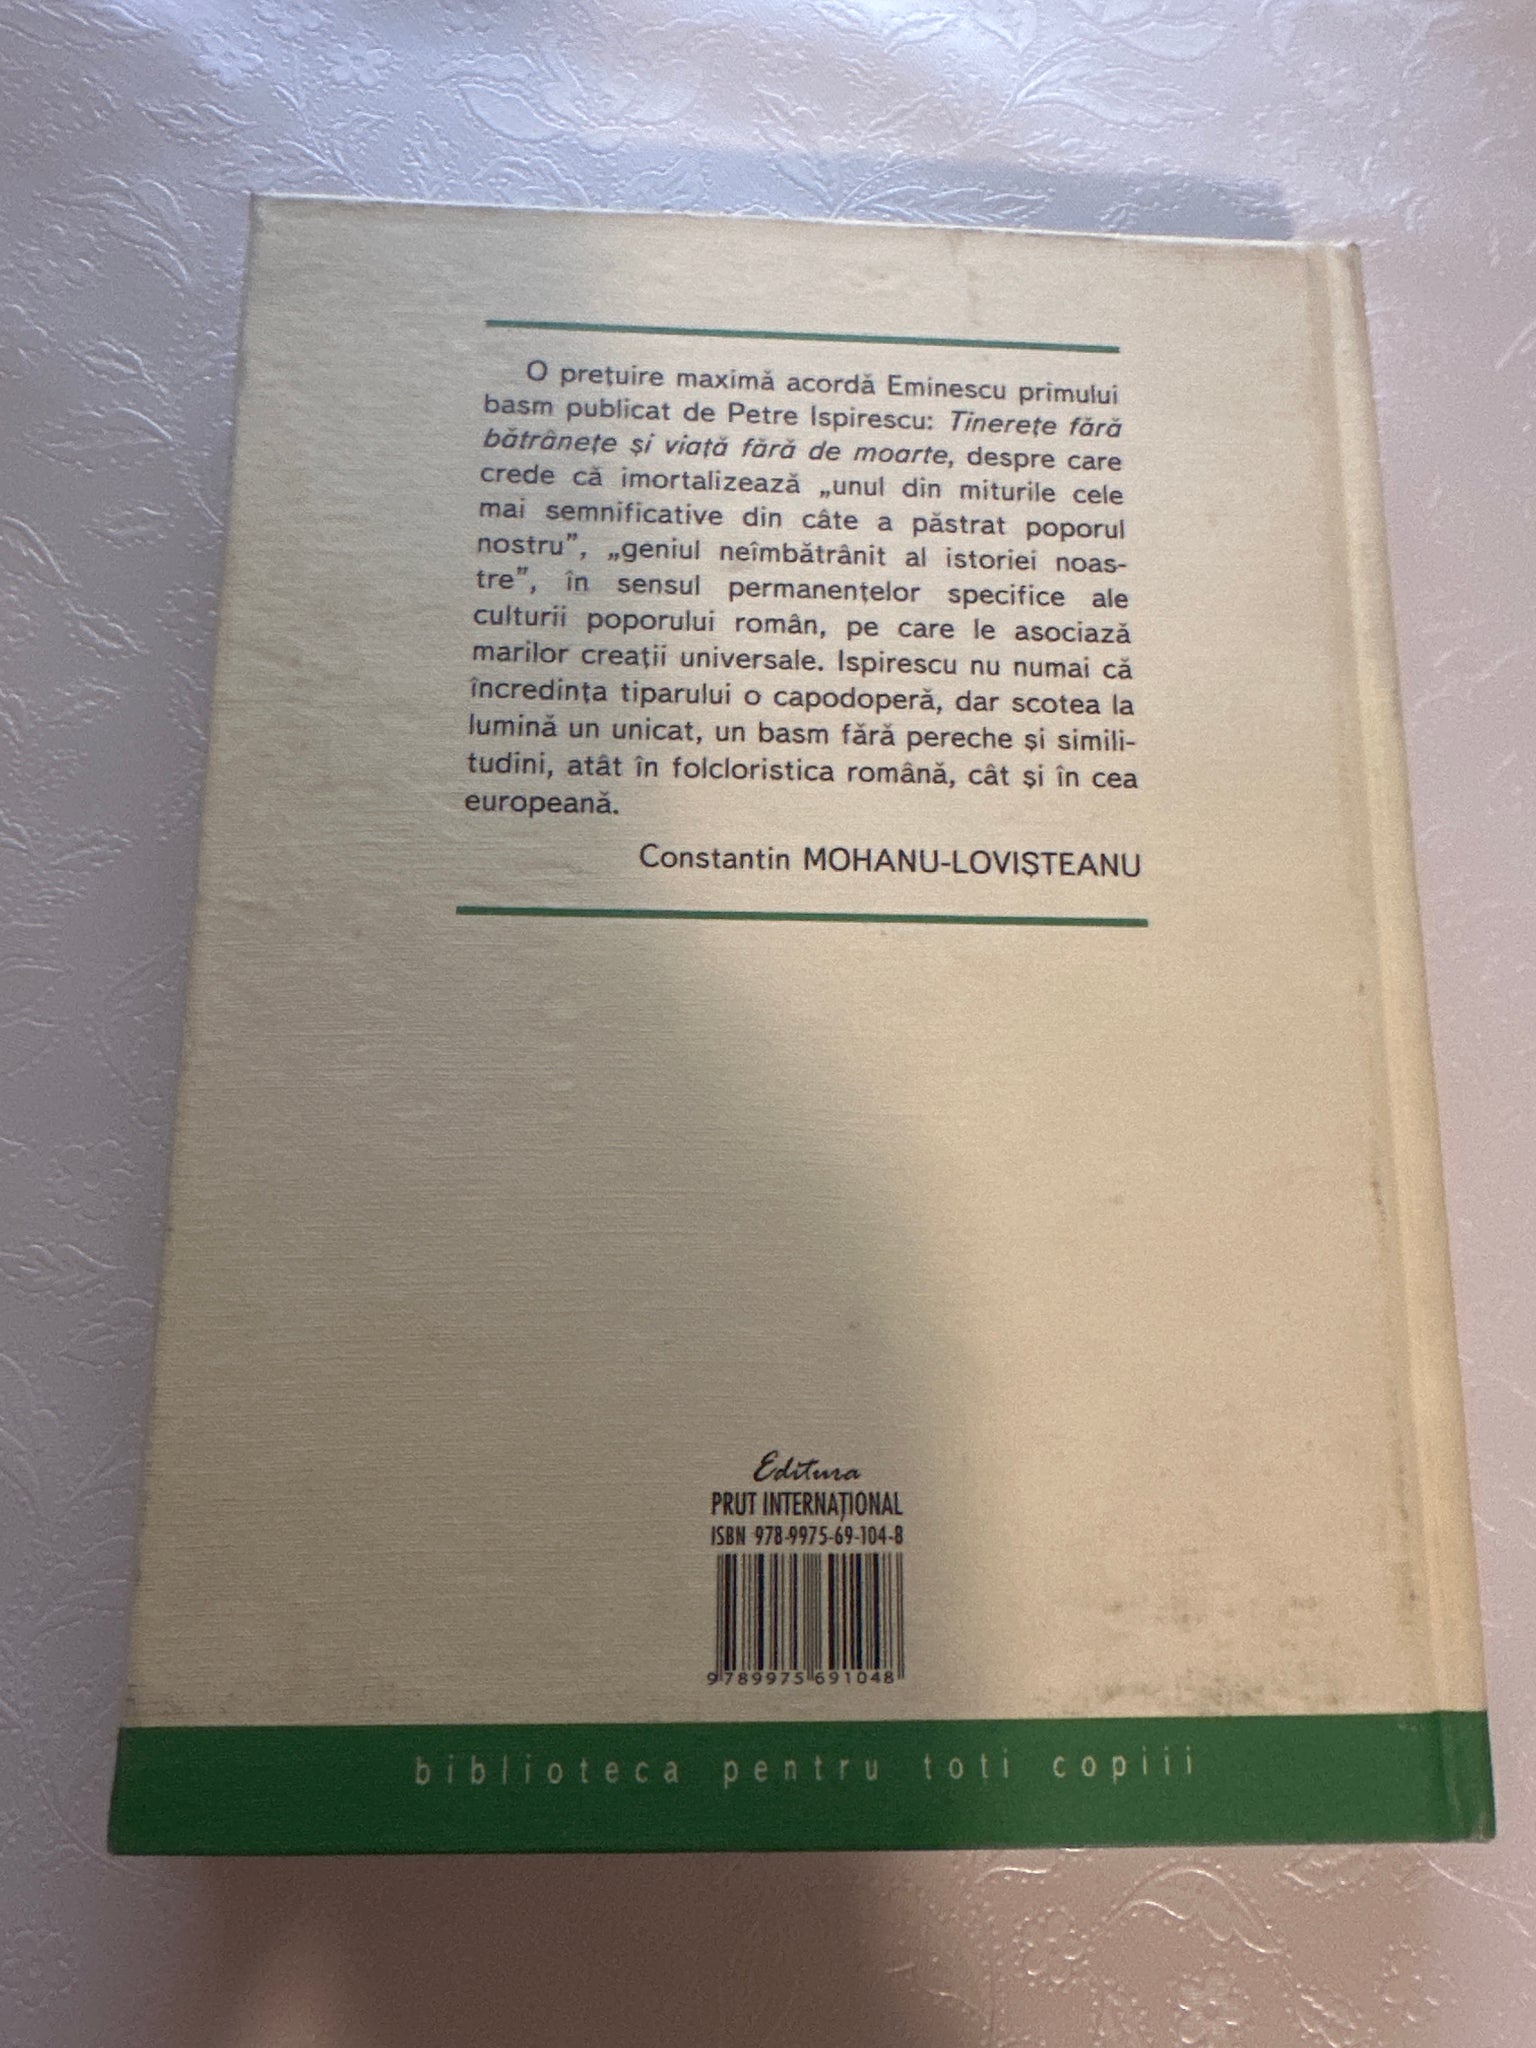 O prețuire maximă acordă Eminescu primului
basm publicat de Petre Ispirescu: Tinerețe fără
bătrânețe și viață fără de moarte, despre care
crede că imortalizează „unul din miturile cele
mai semnificative din câte a păstrat poporul
nostru”, „geniul neîmbătrânit al istoriei noas-
tre”, în sensul permanențelor specifice ale
culturii poporului român, pe care le asociază
marilor creații universale. Ispirescu nu numai că
încredința tiparului o capodoperă, dar scotea la
lumină un unicat, un basm fără pereche și simili-
tudini, atât în folcloristica română, cât și în cea
europeană.
Constantin MOHANU-LOVIȘTEANU
Editura
PRUT INTERNAȚIONAL
ISBN 978-9975-69-104-8
9789975691048
biblioteca pentru toti copiii